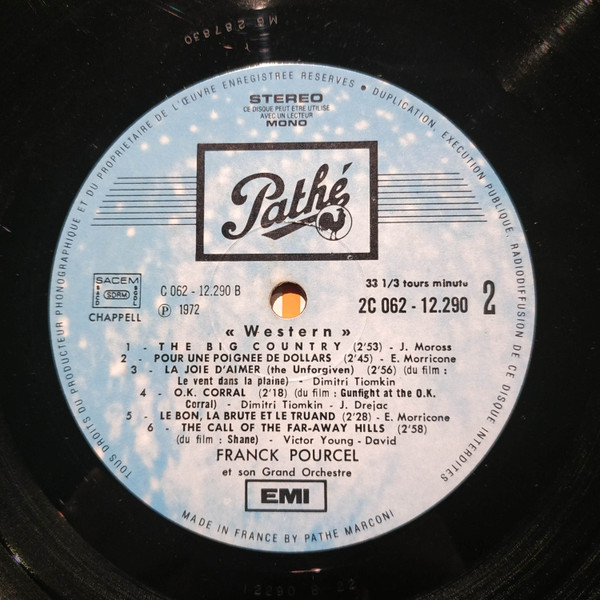 M6 287830
TOUS DROITS DU PRODUCTEUR PHONOGRAPHIQUE ET DU PROPRIETAIRE DE L'ŒUVRE ENREGISTREE RESERVES • DUPLICATION, EXECUTION PUBLIQUE, RADIODIFFUSION DE CE DISQUE INTERDITES
STEREO
CE DISQUE PEUT ETRE UTILISE
AVEC UN LECTEUR
MONO
Pathé
SACEM
SACD SDRM SGDL
CHAPPELL
C 062 - 12.290 B
℗ 1972
33 1/3 tours minute
2C 062 - 12.290 2
« Western »
1 - THE BIG COUNTRY (2'53) - J. Moross
2 - POUR UNE POIGNEE DE DOLLARS (2'45) - E. Morricone
3 - LA JOIE D'AIMER (the Unforgiven) (2'56) (du film :
Le vent dans la plaine) - Dimitri Tiomkin
4 - O.K. CORRAL (2'18) (du film : Gunfight at the O.K.
Corral) - Dimitri Tiomkin - J. Drejac
5 - LE BON, LA BRUTE ET LE TRUAND (2'28) - E. Morricone
6 - THE CALL OF THE FAR-AWAY HILLS (2'58)
(du film : Shane) - Victor Young - David
FRANCK POURCEL
et son Grand Orchestre
EMI
MADE IN FRANCE BY PATHE MARCONI